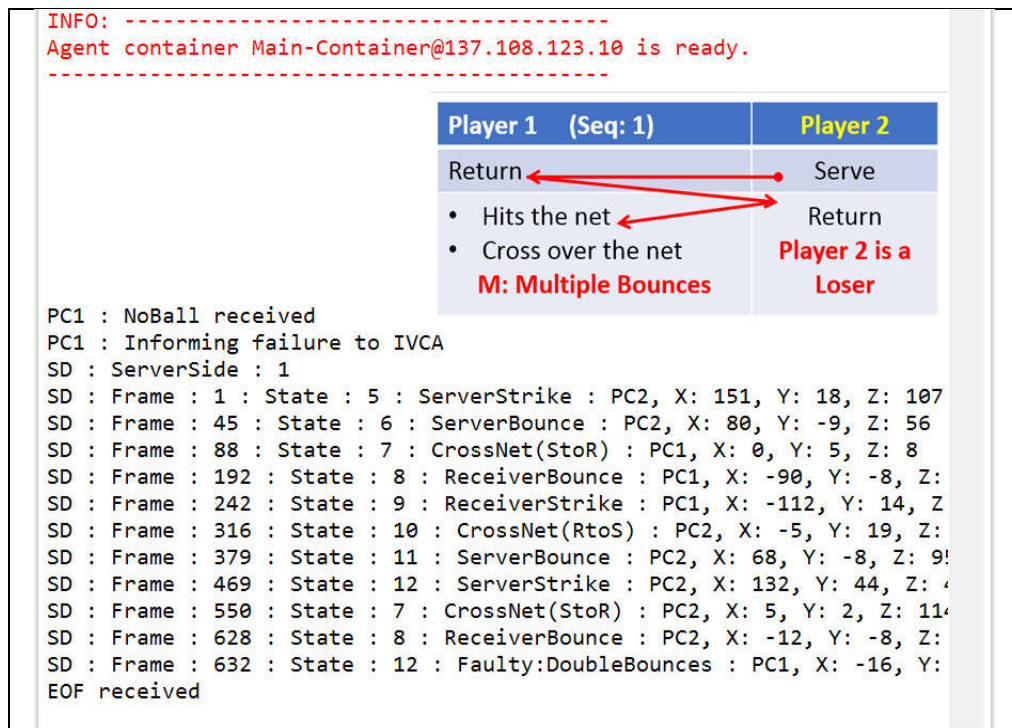 INFO: ----------------------------------------
Agent container Main-Container@137.108.123.10 is ready.
--------------------------------------------
Player 1 (Seq: 1) Player 2
Return Serve
• Hits the net Return
• Cross over the net Player 2 is a
M: Multiple Bounces Loser
PC1 : NoBall received
PC1 : Informing failure to IVCA
SD : ServerSide : 1
SD : Frame : 1 : State : 5 : ServerStrike : PC2, X: 151, Y: 18, Z: 107
SD : Frame : 45 : State : 6 : ServerBounce : PC2, X: 80, Y: -9, Z: 56
SD : Frame : 88 : State : 7 : CrossNet(StoR) : PC1, X: 0, Y: 5, Z: 8
SD : Frame : 192 : State : 8 : ReceiverBounce : PC1, X: -90, Y: -8, Z:
SD : Frame : 242 : State : 9 : ReceiverStrike : PC1, X: -112, Y: 14, Z
SD : Frame : 316 : State : 10 : CrossNet(RtoS) : PC2, X: -5, Y: 19, Z:
SD : Frame : 379 : State : 11 : ServerBounce : PC2, X: 68, Y: -8, Z:
SD : Frame : 469 : State : 12 : ServerStrike : PC2, X: 132, Y: 44, Z:
SD : Frame : 550 : State : 7 : CrossNet(StoR) : PC2, X: 5, Y: 2, Z:
SD : Frame : 628 : State : 8 : ReceiverBounce : PC2, X: -12, Y: -8, Z:
SD : Frame : 632 : State : 12 : Faulty:DoubleBounces : PC1, X: -16, Y:
EOF received